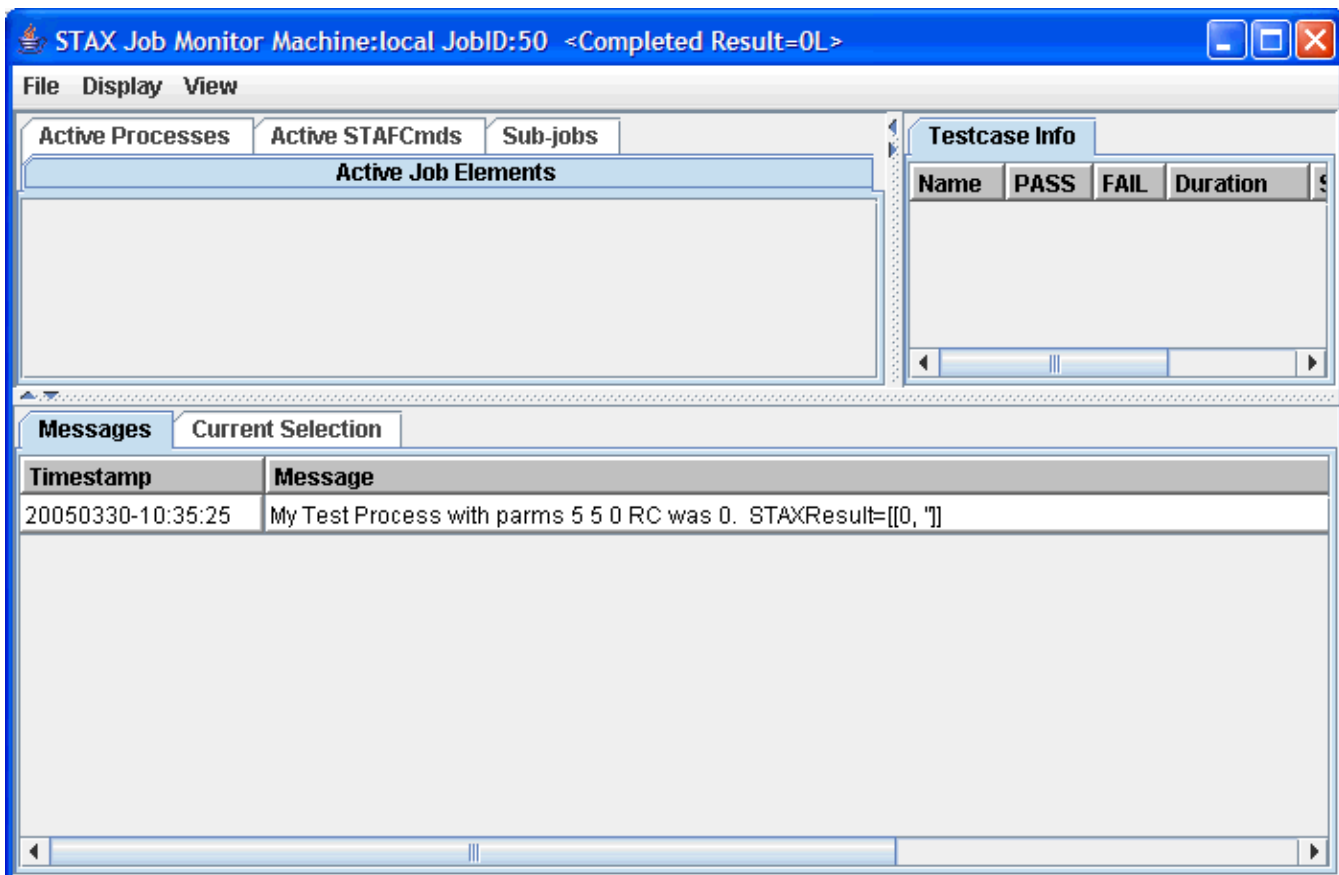 STAX Job Monitor Machine:local JobID:50 <Completed Result=0L>
File Display View
Active Processes Active STAFCmds Sub-jobs
Active Job Elements
Testcase Info
Name PASS FAIL Duration
Messages Current Selection
Timestamp Message
20050330-10:35:25 My Test Process with parms 5 5 0 RC was 0. STAXResult=[[0, '']]